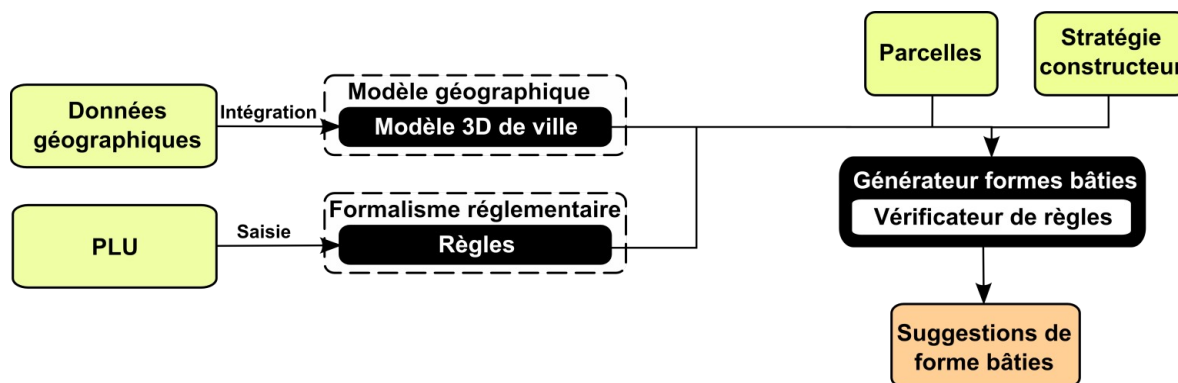 Données
géographiques
Intégration
Modèle géographique
Modèle 3D de ville
Parcelles
Stratégie
constructeur
PLU
Saisie
Formalisme réglementaire
Règles
Générateur formes bâties
Vérificateur de règles
Suggestions de
forme bâties